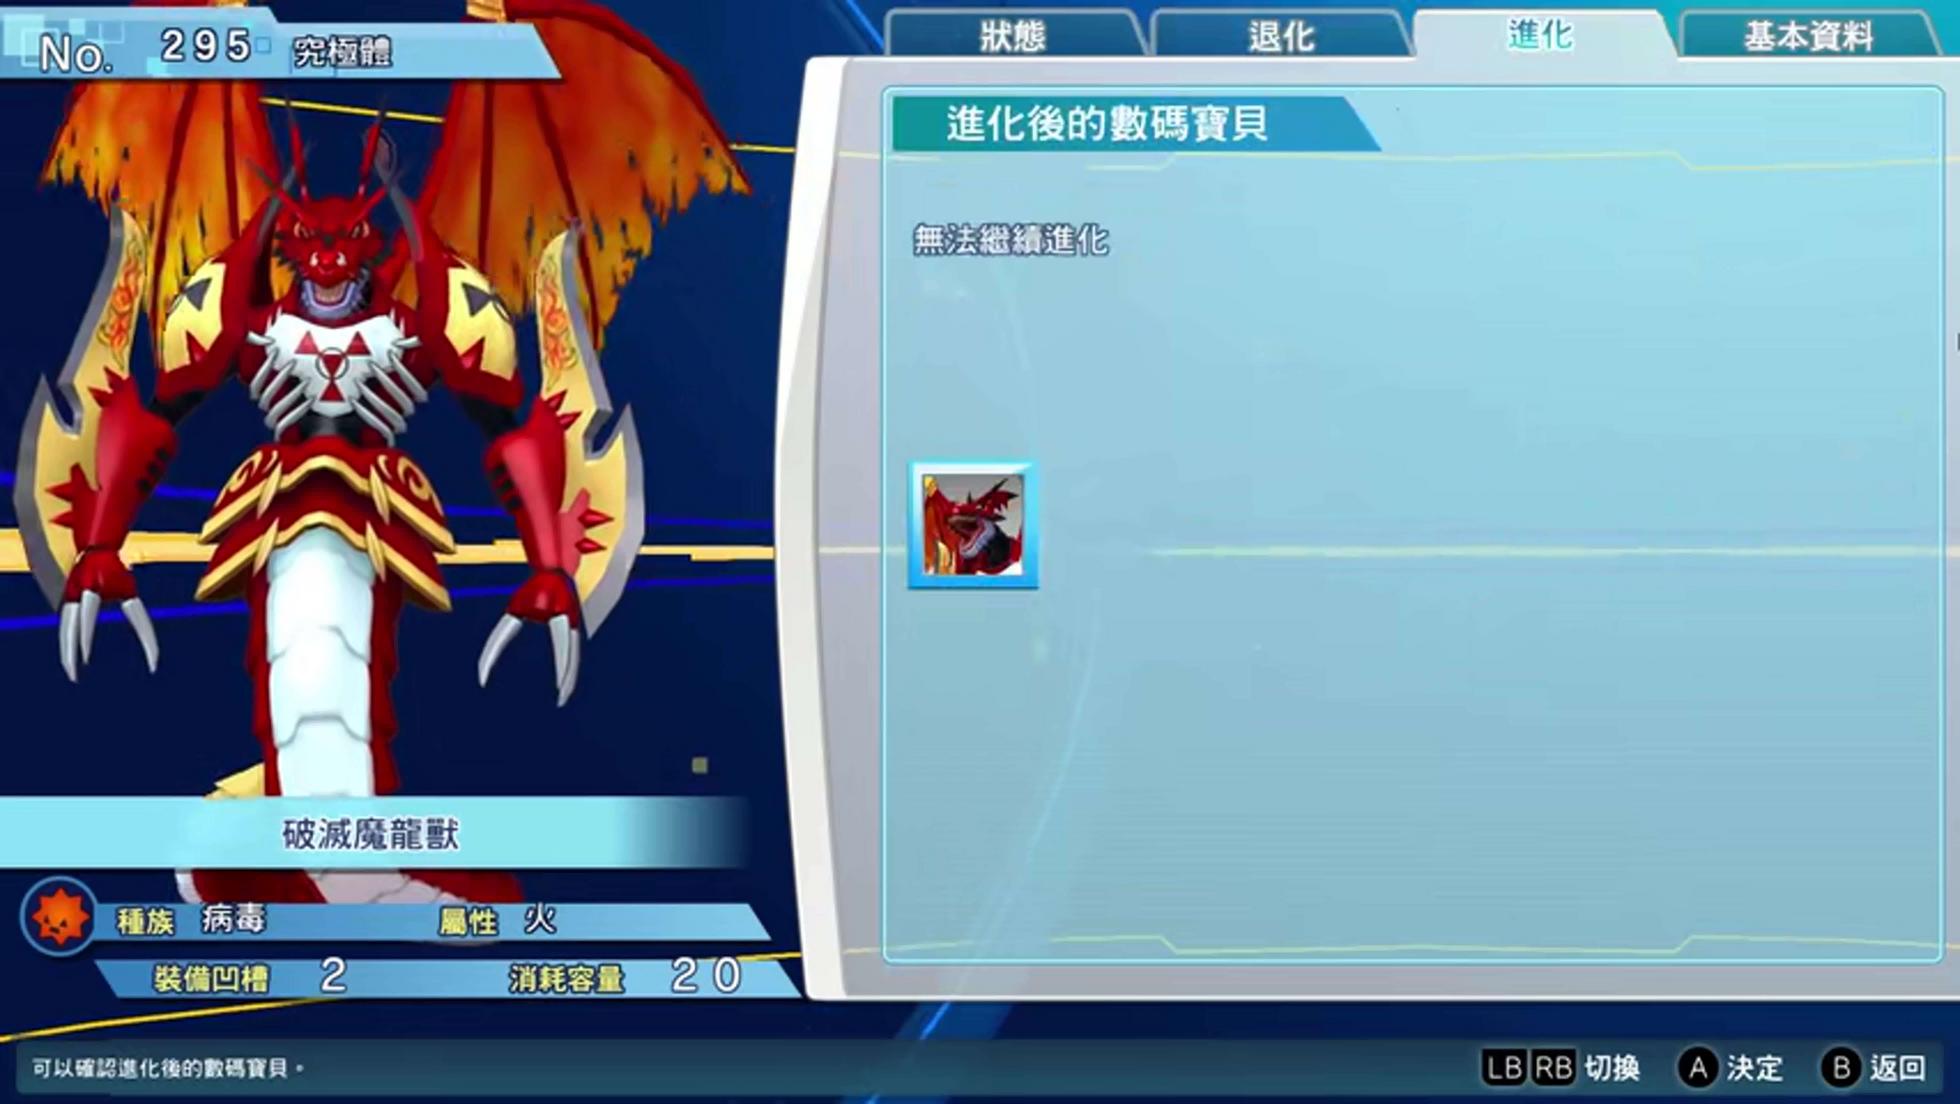 No. 295 究極體
狀態 退化 進化 基本資料
進化後的數碼寶貝
無法繼續進化
破滅魔龍獸
種族 病毒 屬性 火
裝備凹槽 2 消耗容量 20
可以確認進化後的數碼寶貝。
LB RB 切換 A 決定 B 返回